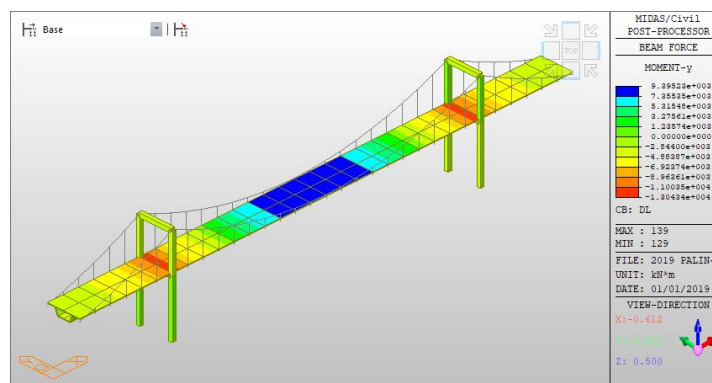 Base
TOP
MIDAS/Civil
POST-PROCESSOR
BEAM FORCE
MOMENT-y
9.39523e+003
7.35535e+003
5.31548e+003
3.27561e+003
1.23574e+003
0.00000e+000
-2.84400e+003
-4.88387e+003
-6.92374e+003
-8.96361e+003
-1.10035e+004
-1.30434e+004
CB: DL
MAX : 139
MIN : 129
FILE: 2019 PALIN~
UNIT: kN*m
DATE: 01/01/2019
VIEW-DIRECTION
X:-0.612
Z: 0.500